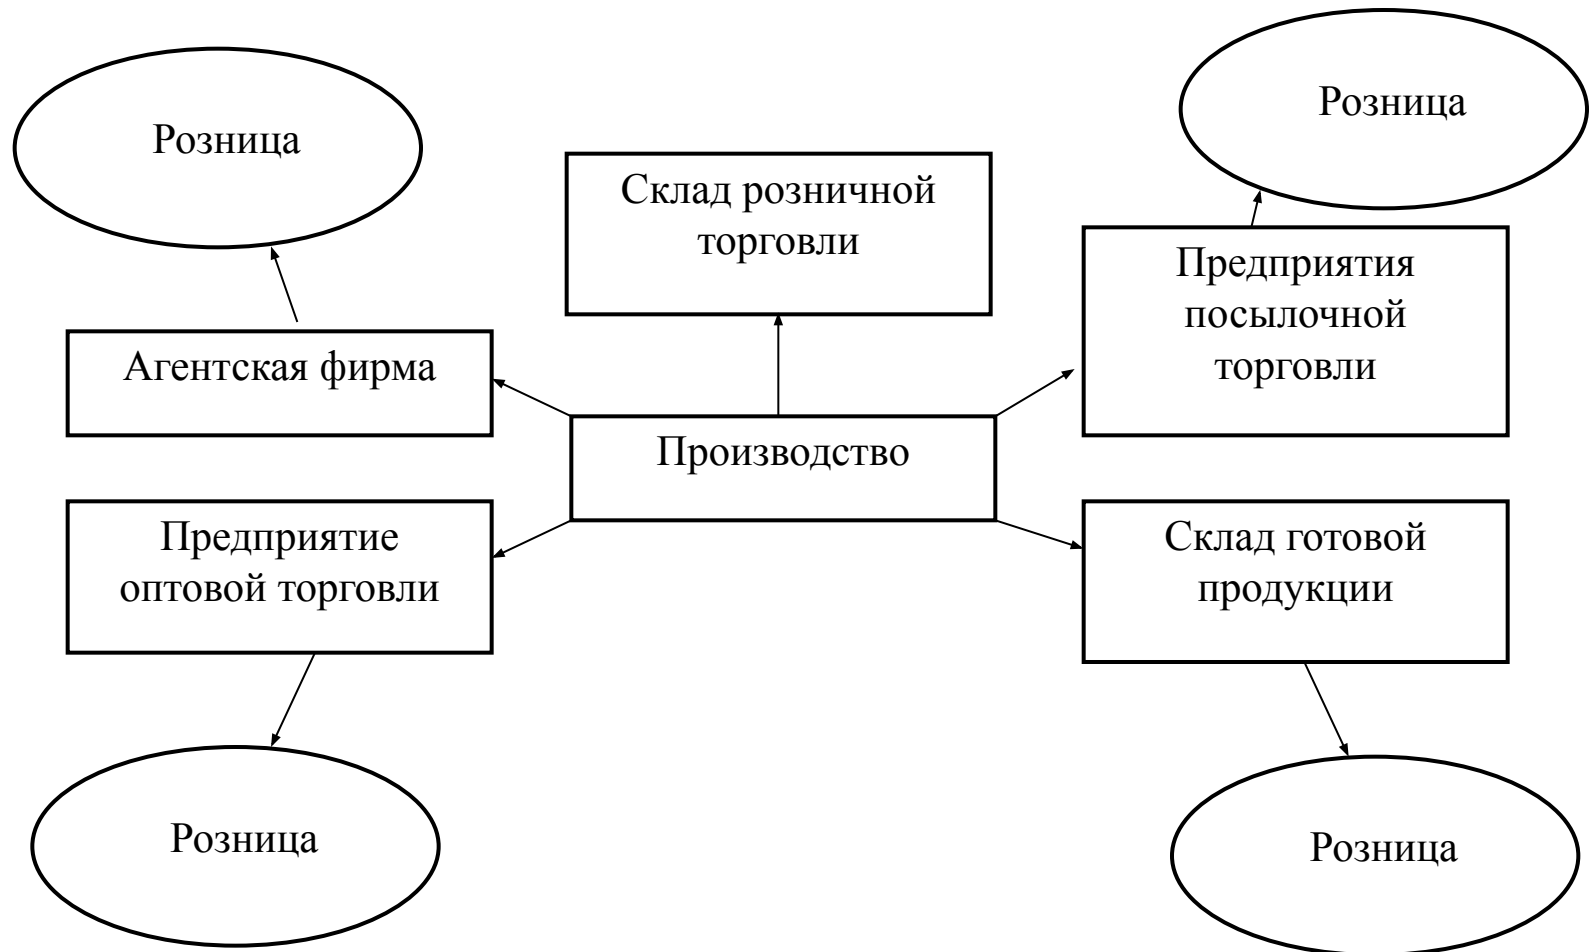 Розница
Розница
Склад розничной
торговли
Предприятия
посылочной
торговли
Агентская фирма
Производство
Предприятие
оптовой торговли
Склад готовой
продукции
Розница
Розница